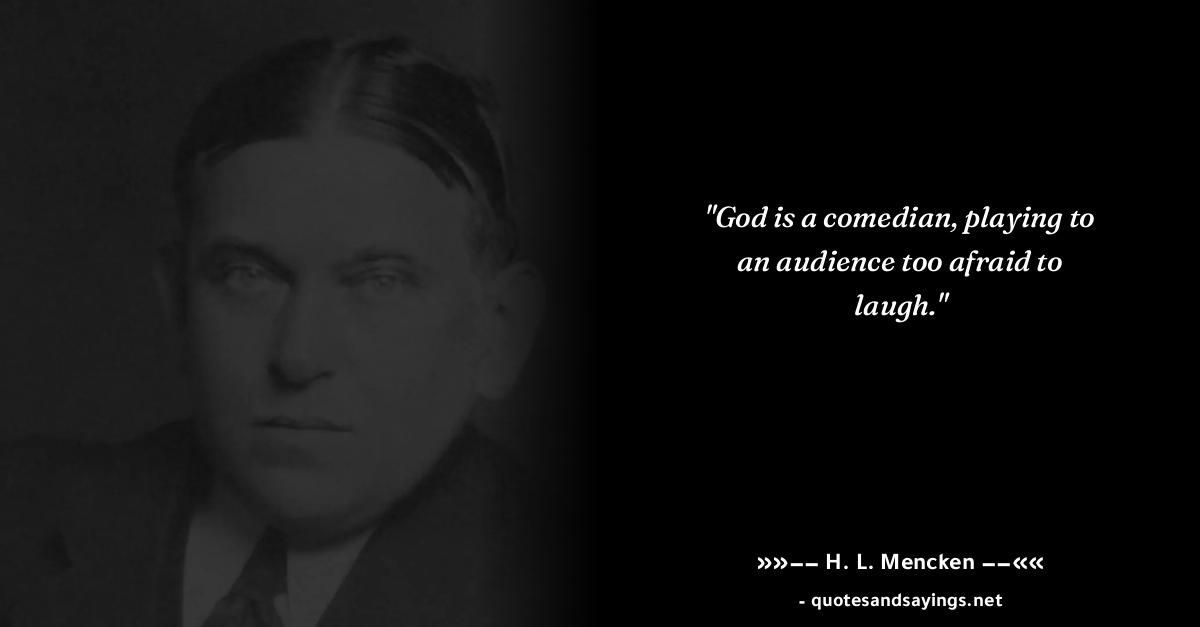 "God is a comedian, playing to
an audience too afraid to
laugh."
»»−− H. L. Mencken −−««
- quotesandsayings.net